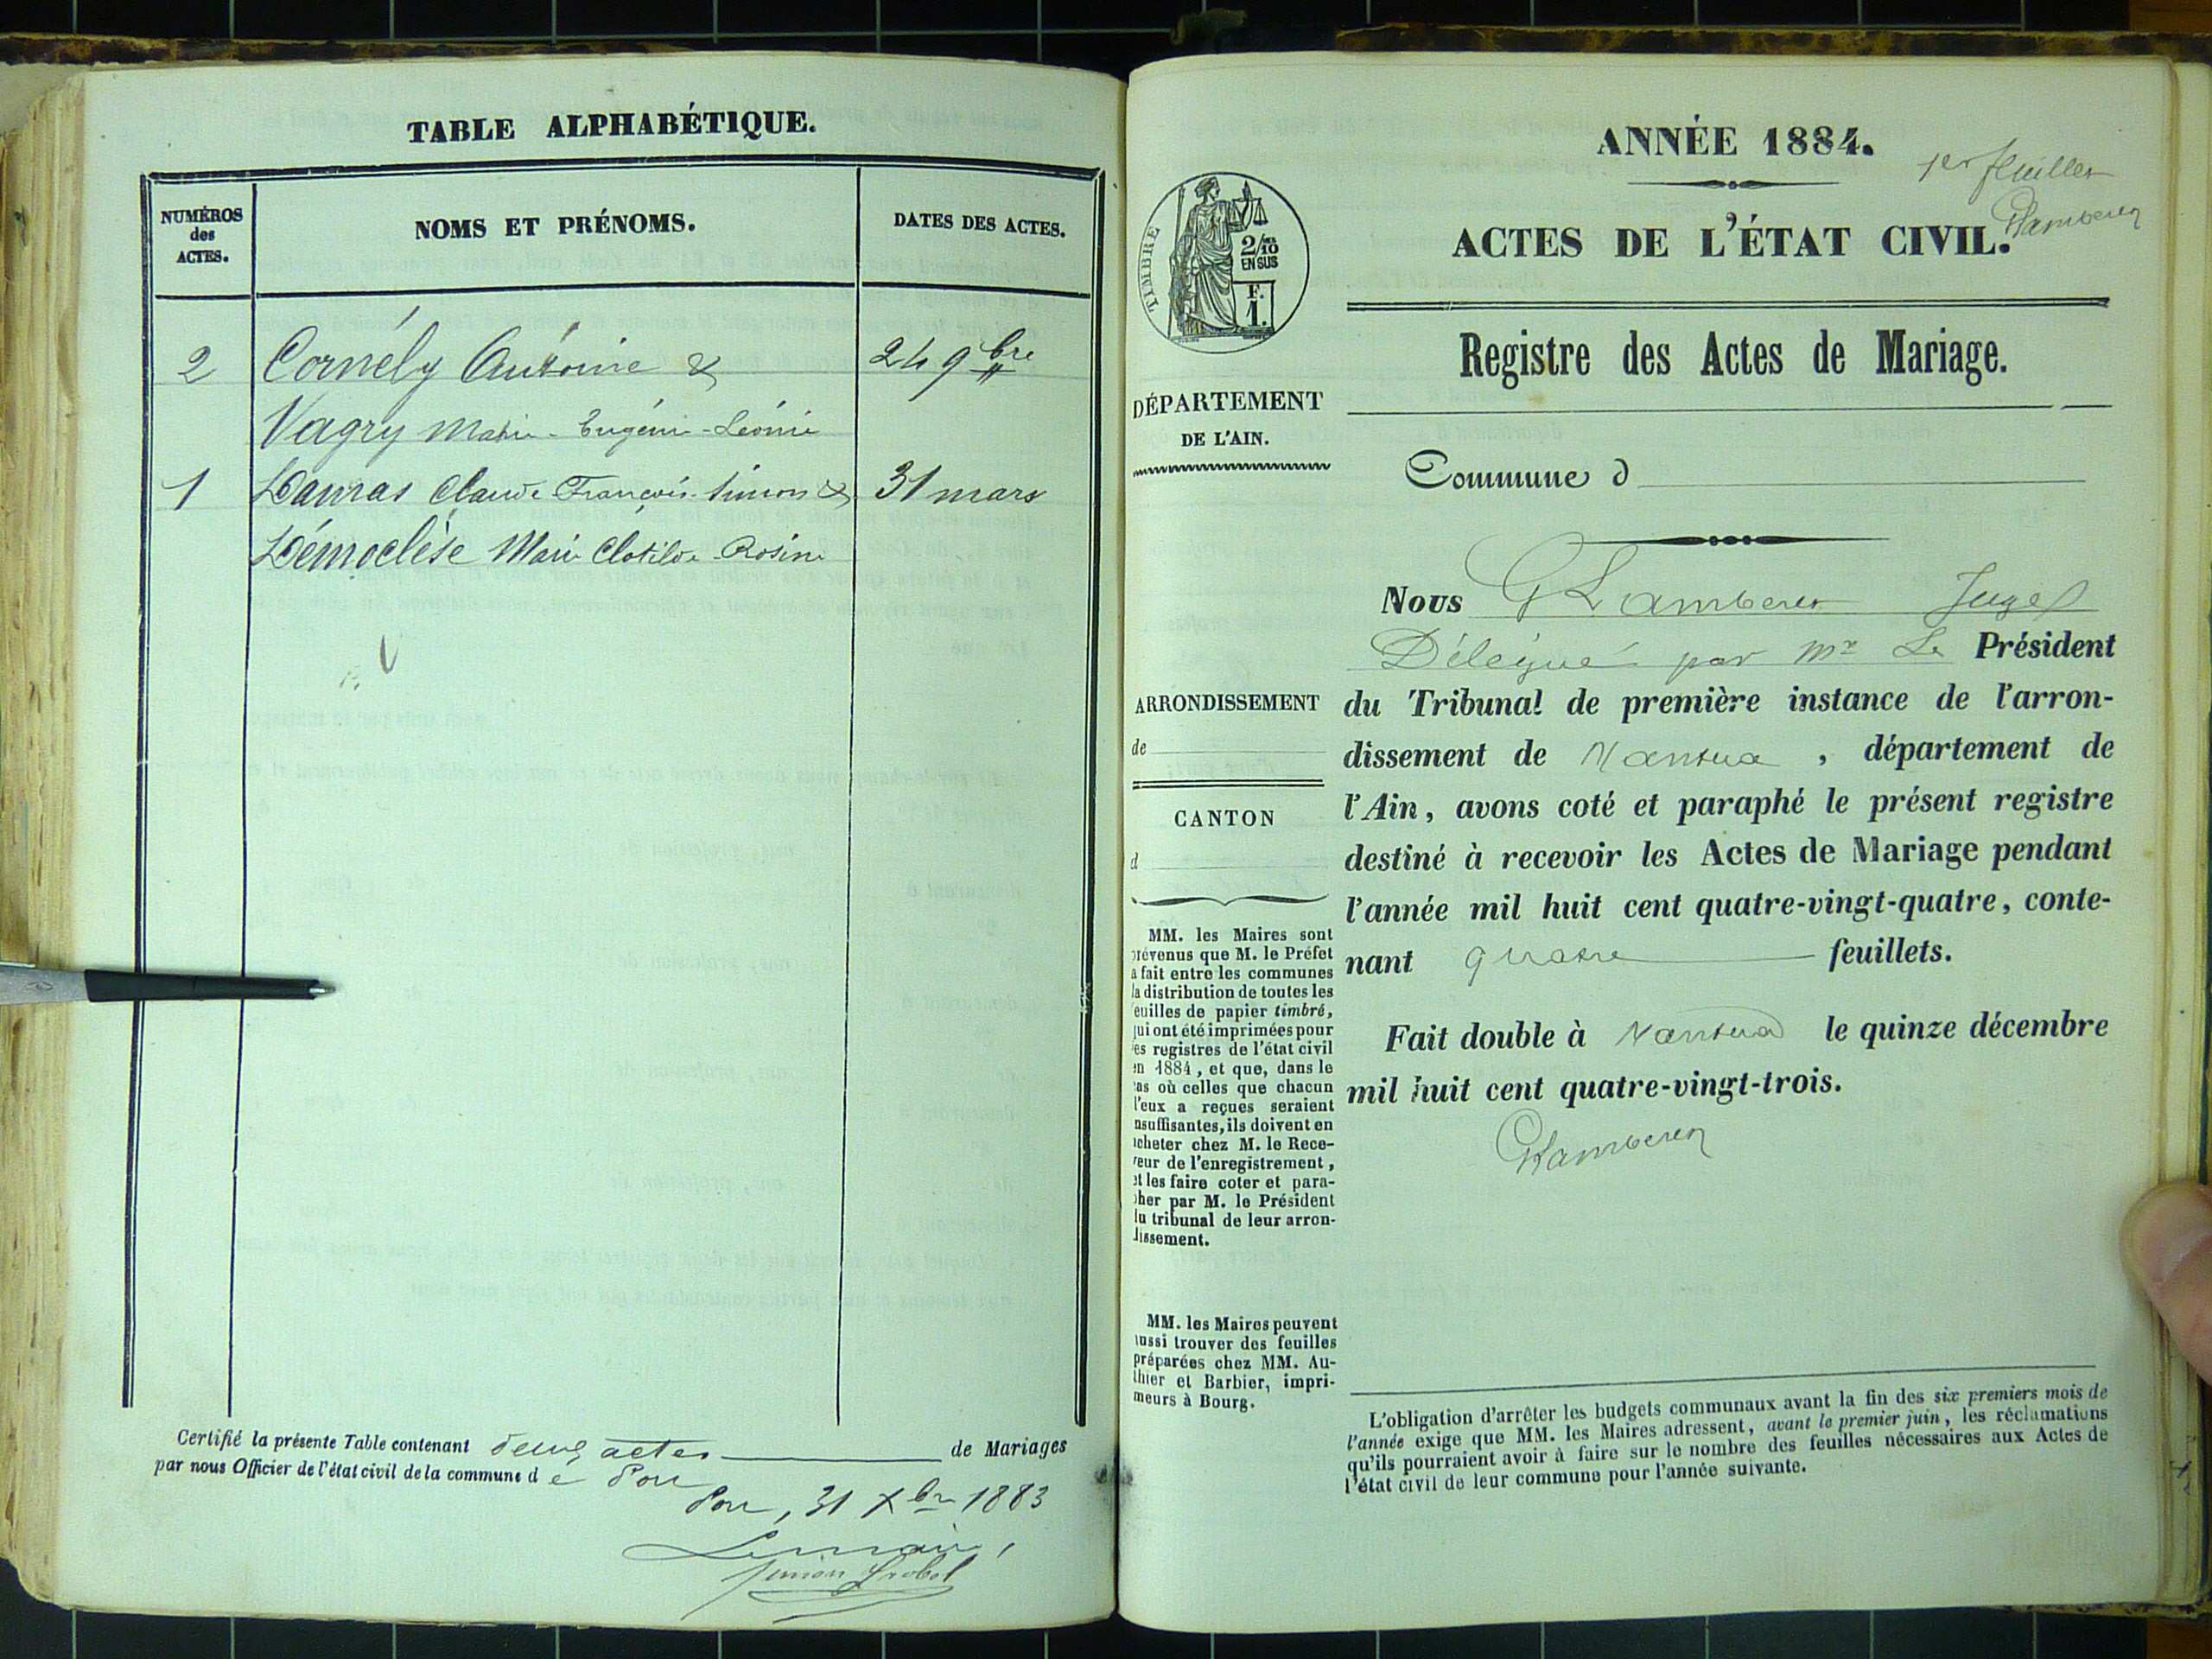 TABLE ALPHABÉTIQUE.
NUMÉROS
des
ACTES.
NOMS ET PRÉNOMS.
DATES DES ACTES.
2 Cornély Antoine & 24 9bre
Vagry Marie-Eugénie-Léonie
1 Dauras Claude François-Simon & 31 mars
Démoclèse Marie Clotilde-Rosine
Certifié la présente Table contenant deux actes de Mariages
par nous Officier de l'état civil de la commune d e
31 Xbre 1883
Le maire,
ANNÉE 1884.
1er feuillet
ACTES DE L'ÉTAT CIVIL.
TIMBRE
2/10
EN SUS
F.
1.
Registre des Actes de Mariage.
DÉPARTEMENT
DE L'AIN.
Commune d
Nous G Lamberet Juge
Délégué par Mr Le Président
du Tribunal de première instance de l'arron-
dissement de Nantua , département de
l'Ain, avons coté et paraphé le présent registre
destiné à recevoir les Actes de Mariage pendant
l'année mil huit cent quatre-vingt-quatre, conte-
nant quatre feuillets.
Fait double à Nantua le quinze décembre
mil huit cent quatre-vingt-trois.
GLamberet
ARRONDISSEMENT
de
CANTON
d
MM. les Maires sont
prévenus que M. le Préfet
a fait entre les communes
la distribution de toutes les
feuilles de papier timbré,
qui ont été imprimées pour
les registres de l'état civil
en 1884, et que, dans le
cas où celles que chacun
d'eux a reçues seraient
insuffisantes, ils doivent en
acheter chez M. le Rece-
veur de l'enregistrement,
et les faire coter et para-
pher par M. le Président
du tribunal de leur arron-
dissement.
MM. les Maires peuvent
aussi trouver des feuilles
préparées chez MM. Au-
thier et Barbier, impri-
meurs à Bourg.
L'obligation d'arrêter les budgets communaux avant la fin des six premiers mois de
l'année exige que MM. les Maires adressent, avant le premier juin, les réclamations
qu'ils pourraient avoir à faire sur le nombre des feuilles nécessaires aux Actes de
l'état civil de leur commune pour l'année suivante.